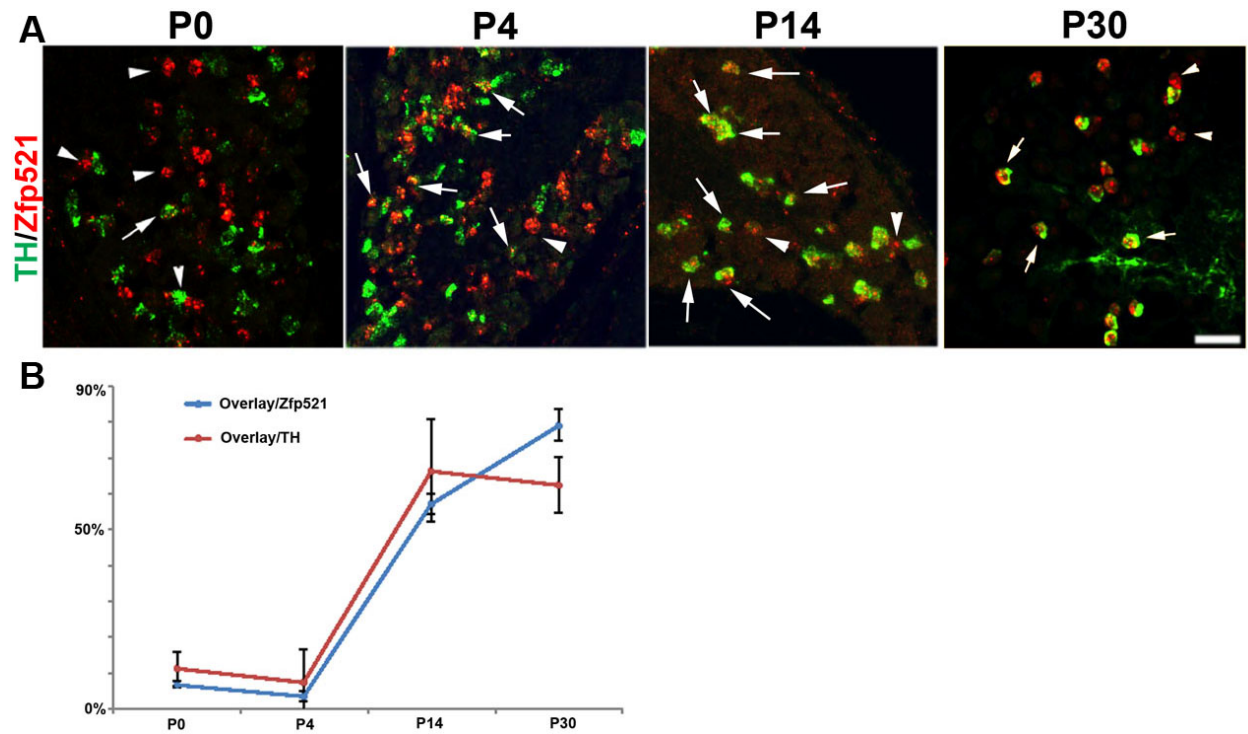 A
P0
P4
P14
P30
TH/Zfp521
B
90%
Overlay/Zfp521
Overlay/TH
50%
0%
P0
P4
P14
P30